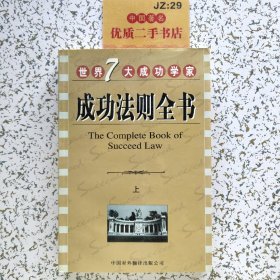 JZ:29
中国著名
优质二手书店
世界7大成功学家
成功法则全书
The Complete Book of
Succeed Law
上
中国对外翻译出版公司